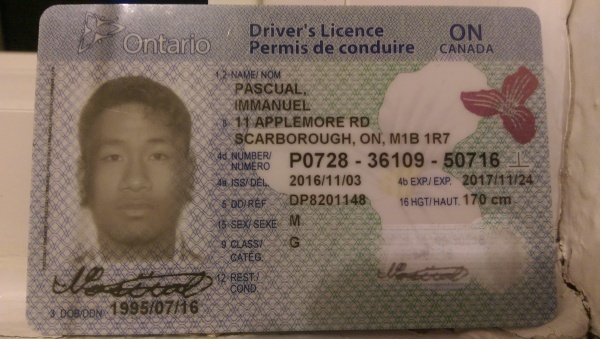 Ontario
Driver's Licence
Permis de conduire
ON
CANADA
1,2 NAME/ NOM
PASCUAL,
IMMANUEL
8 11 APPLEMORE RD
SCARBOROUGH, ON, M1B 1R7
4d NUMBER/ NUMÉRO P0728 - 36109 - 50716
4a ISS/DÉL. 2016/11/03 4b EXP./ EXP. 2017/11/24
5 DD/RÉF DP8201148 16 HGT/HAUT. 170 cm
15 SEX/ SEXE M
9 CLASS/ CATÉG. G
12 REST./ COND.
3 DOB/DDN 1995/07/16